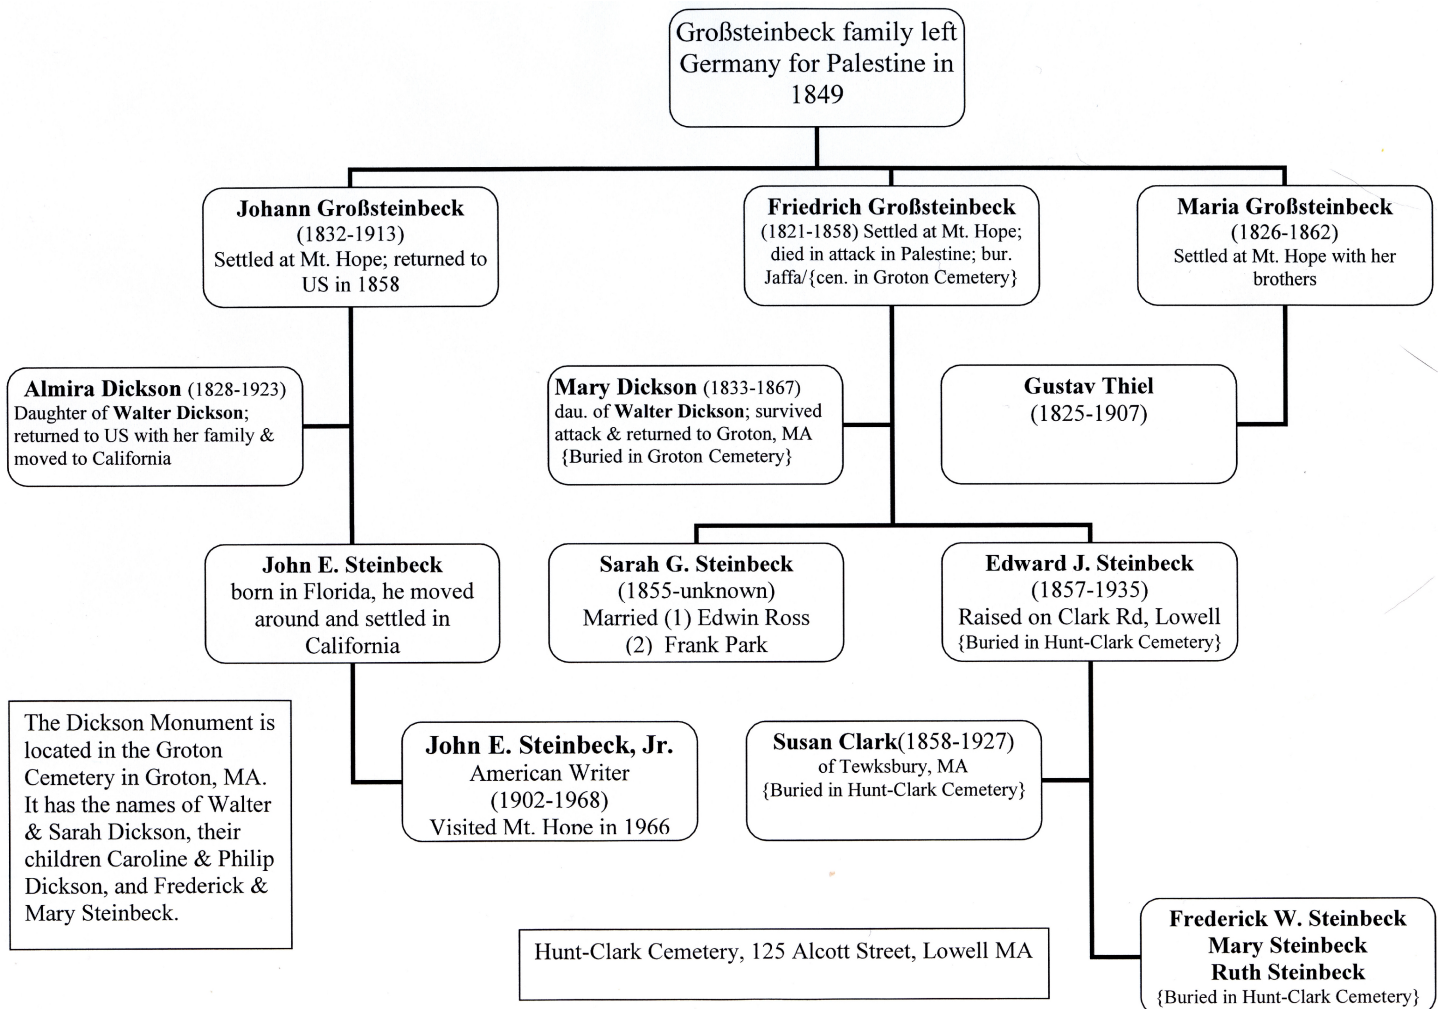 Großsteinbeck family left
Germany for Palestine in
1849
Johann Großsteinbeck
(1832-1913)
Settled at Mt. Hope; returned to
US in 1858
Friedrich Großsteinbeck
(1821-1858) Settled at Mt. Hope;
died in attack in Palestine; bur.
Jaffa/{cen. in Groton Cemetery}
Maria Großsteinbeck
(1826-1862)
Settled at Mt. Hope with her
brothers
Almira Dickson (1828-1923)
Daughter of Walter Dickson;
returned to US with her family &
moved to California
Mary Dickson (1833-1867)
dau. of Walter Dickson; survived
attack & returned to Groton, MA
{Buried in Groton Cemetery}
Gustav Thiel
(1825-1907)
John E. Steinbeck
born in Florida, he moved
around and settled in
California
Sarah G. Steinbeck
(1855-unknown)
Married (1) Edwin Ross
(2) Frank Park
Edward J. Steinbeck
(1857-1935)
Raised on Clark Rd, Lowell
{Buried in Hunt-Clark Cemetery}
The Dickson Monument is
located in the Groton
Cemetery in Groton, MA.
It has the names of Walter
& Sarah Dickson, their
children Caroline & Philip
Dickson, and Frederick &
Mary Steinbeck.
John E. Steinbeck, Jr.
American Writer
(1902-1968)
Visited Mt. Hope in 1966
Susan Clark(1858-1927)
of Tewksbury, MA
{Buried in Hunt-Clark Cemetery}
Hunt-Clark Cemetery, 125 Alcott Street, Lowell MA
Frederick W. Steinbeck
Mary Steinbeck
Ruth Steinbeck
{Buried in Hunt-Clark Cemetery}